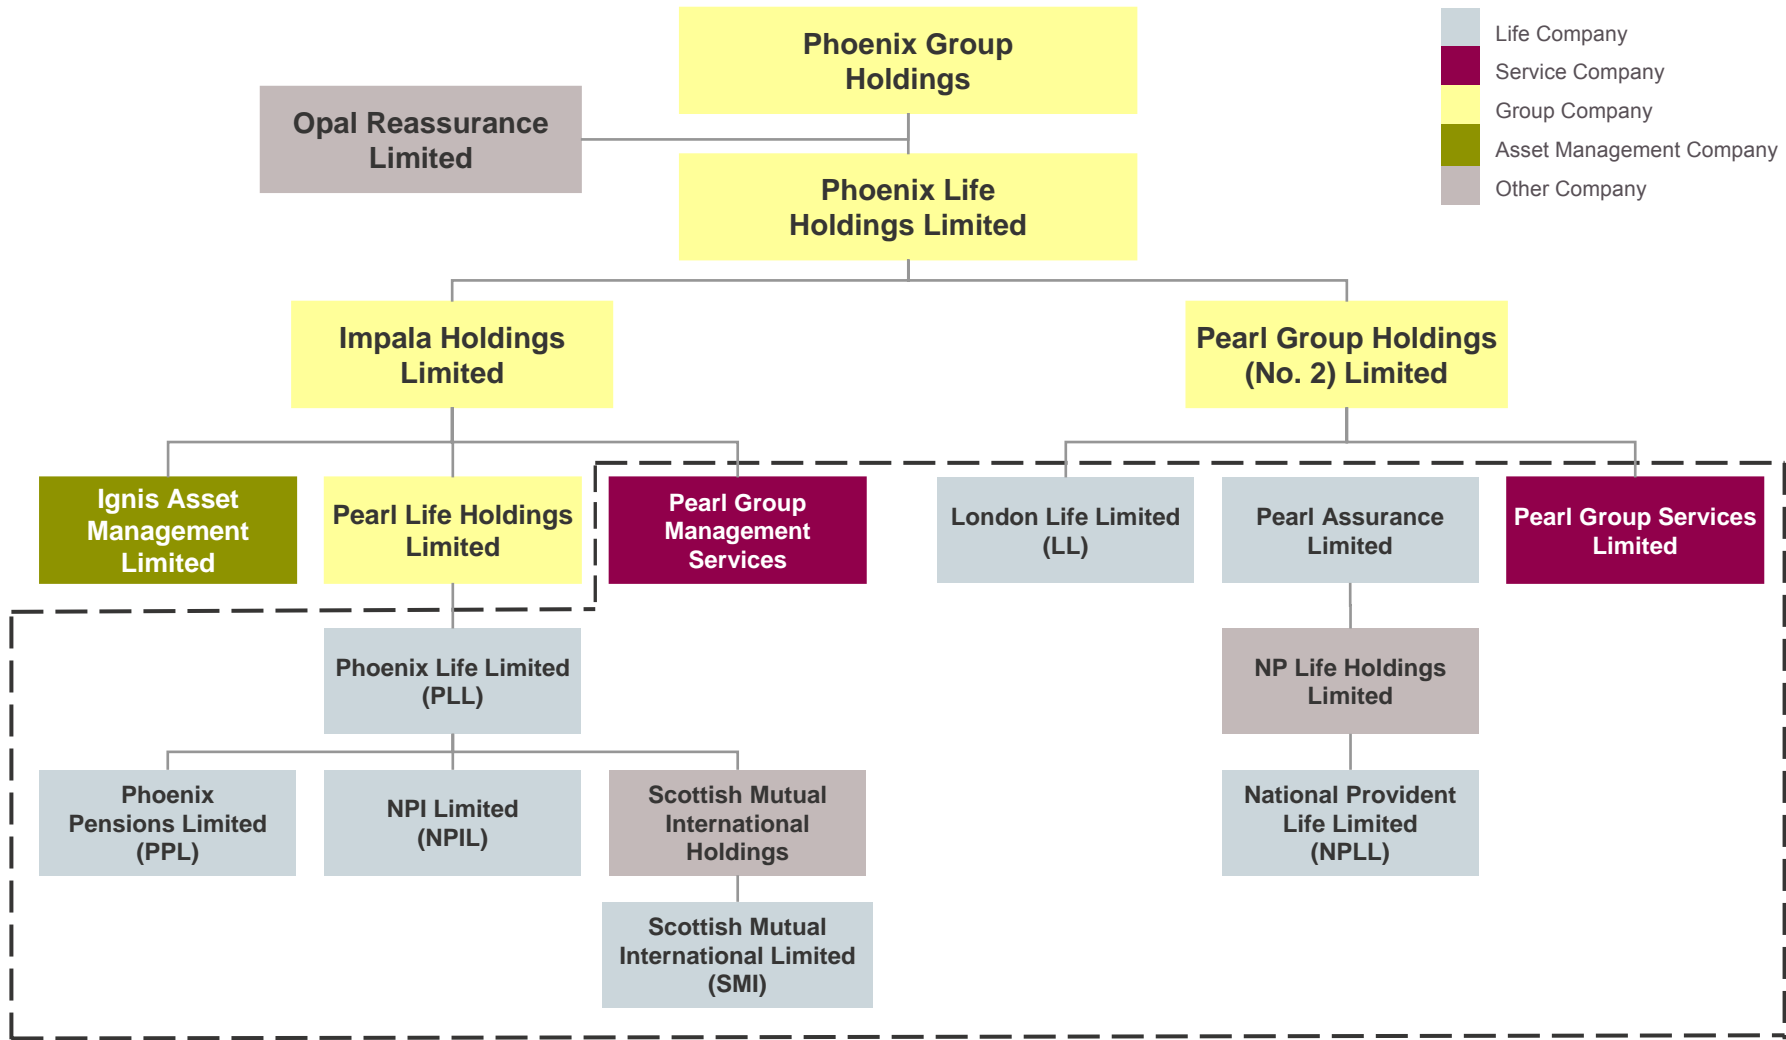 Phoenix Group
Holdings
Life Company
Service Company
Group Company
Asset Management Company
Other Company
Opal Reassurance
Limited
Phoenix Life
Holdings Limited
Impala Holdings
Limited
Pearl Group Holdings
(No. 2) Limited
Ignis Asset
Management
Limited
Pearl Life Holdings
Limited
Pearl Group
Management
Services
London Life Limited
(LL)
Pearl Assurance
Limited
Pearl Group Services
Limited
Phoenix Life Limited
(PLL)
NP Life Holdings
Limited
Phoenix
Pensions Limited
(PPL)
NPI Limited
(NPIL)
Scottish Mutual
International
Holdings
National Provident
Life Limited
(NPLL)
Scottish Mutual
International Limited
(SMI)